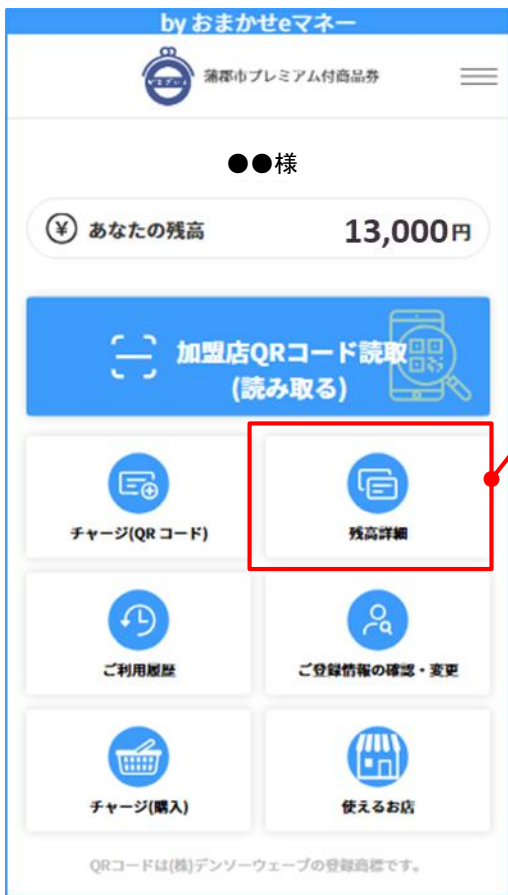 by おまかせeマネー
蒲郡市プレミアム付商品券
●●様
あなたの残高 13,000円
加盟店QRコード読取
(読み取る)
チャージ(QRコード)
残高詳細
ご利用履歴
ご登録情報の確認・変更
チャージ(購入)
使えるお店
QRコードは(株)デンソーウェーブの登録商標です。